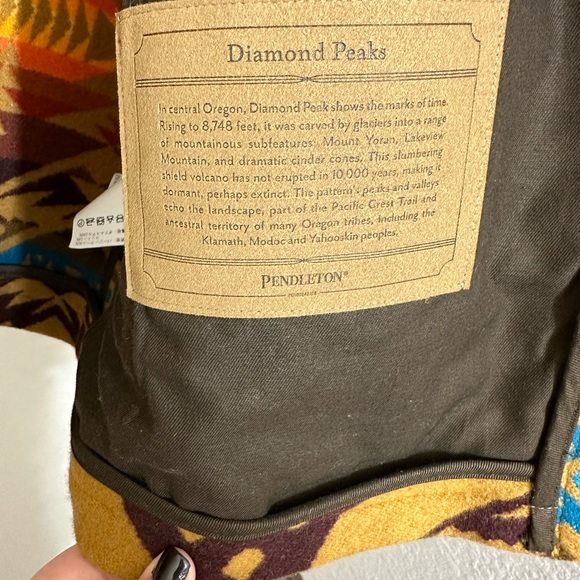 Diamond Peaks
In central Oregon, Diamond Peak shows the marks of time.
Rising to 8,748 feet, it was carved by glaciers into a range
of mountainous subfeatures: Mount Yoran, Lakeview
Mountain, and dramatic cinder cones. This slumbering
shield volcano has not erupted in 10,000 years, making it
dormant, perhaps extinct. The pattern's peaks and valleys
echo the landscape, part of the Pacific Crest Trail and
ancestral territory of many Oregon tribes, including the
Klamath, Modoc and Yahooskin peoples.
PENDLETON®